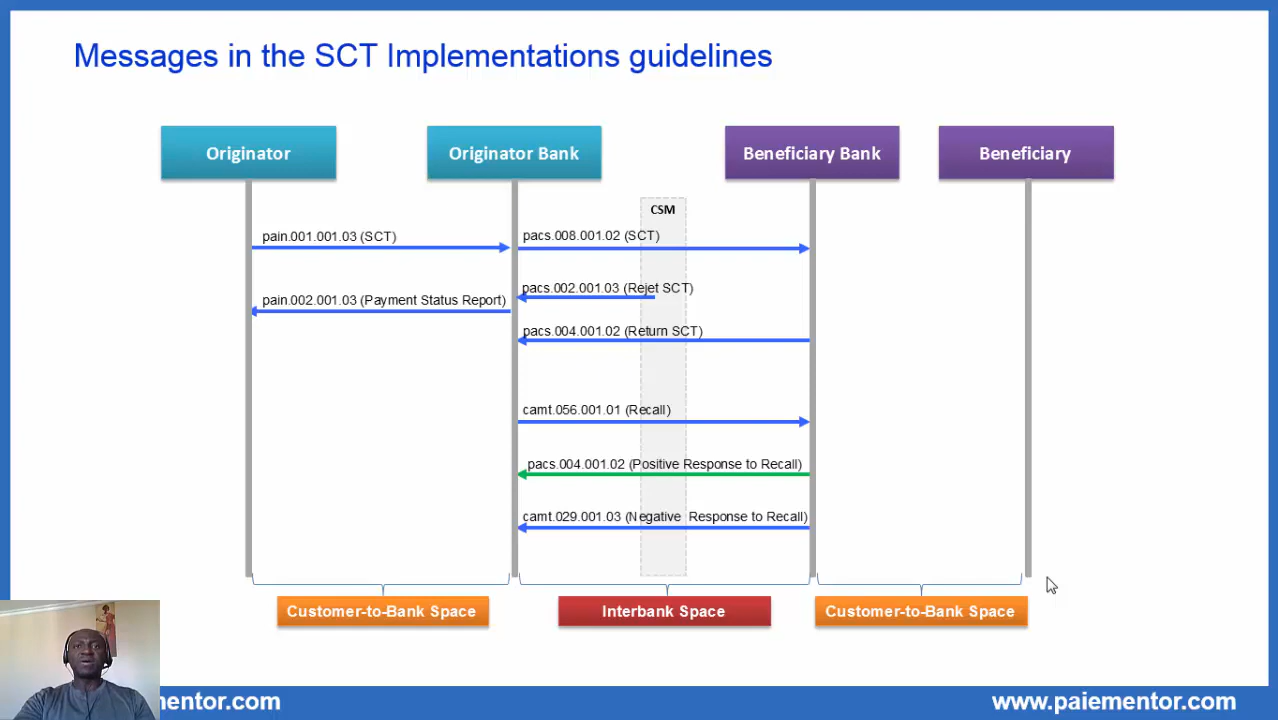 Messages in the SCT Implementations guidelines
Originator
Originator Bank
Beneficiary Bank
Beneficiary
CSM
pain.001.001.03 (SCT)
pacs.008.001.02 (SCT)
pacs.002.001.03 (Rejet SCT)
pain.002.001.03 (Payment Status Report)
pacs.004.001.02 (Return SCT)
camt.056.001.01 (Recall)
pacs.004.001.02 (Positive Response to Recall)
camt.029.001.03 (Negative Response to Recall)
Customer-to-Bank Space
Interbank Space
Customer-to-Bank Space
mentor.com
www.paiementor.com